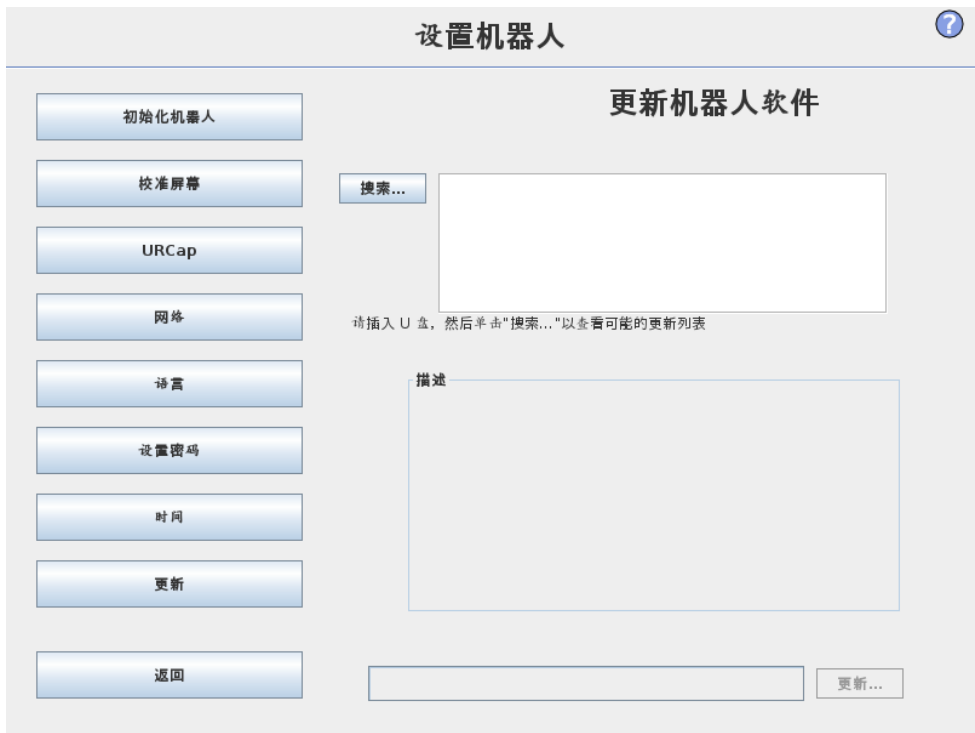 设置机器人
?
初始化机器人
校准屏幕
URCap
网络
语言
设置密码
时间
更新
返回
更新机器人软件
搜索...
请插入 U 盘，然后单击"搜索..."以查看可能的更新列表
描述
更新...